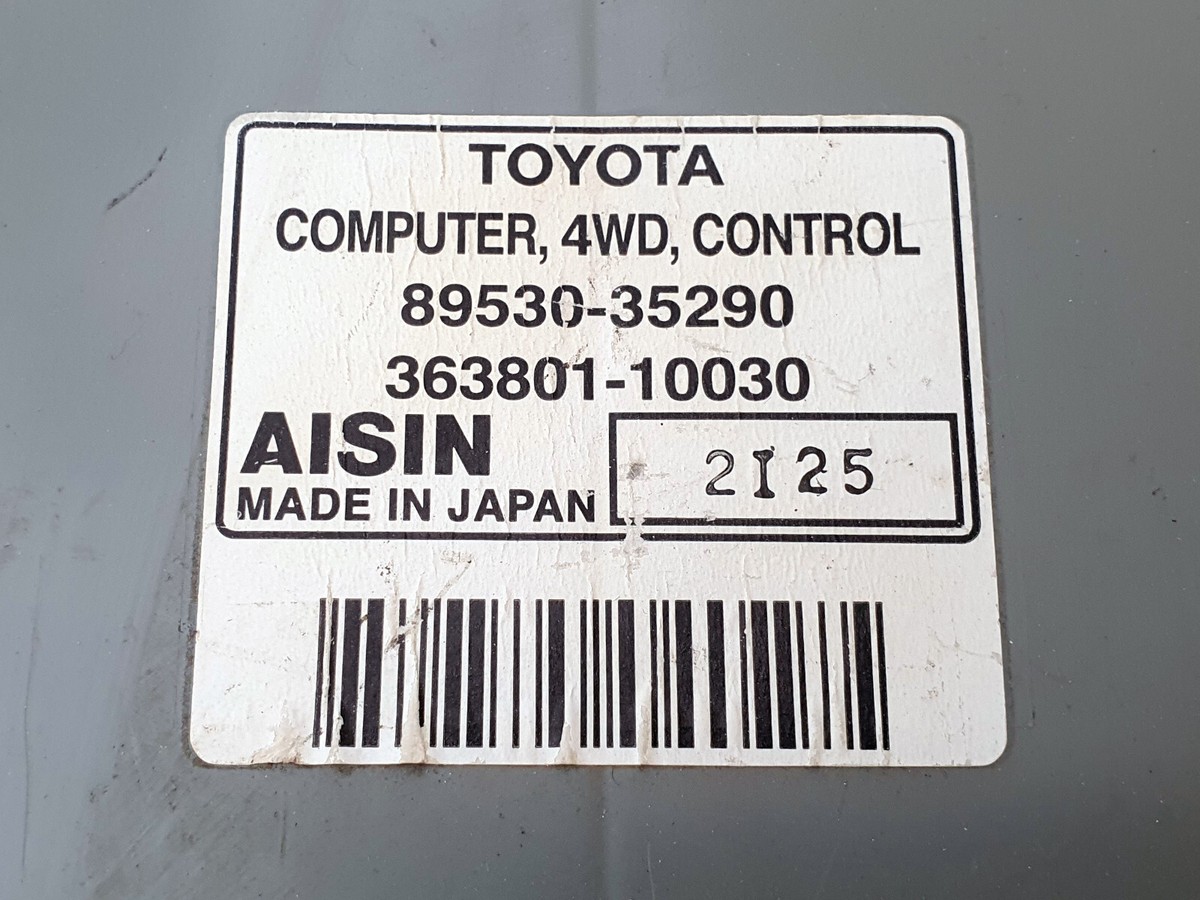 TOYOTA
COMPUTER, 4WD, CONTROL
89530-35290
363801-10030
AISIN
MADE IN JAPAN
2I25